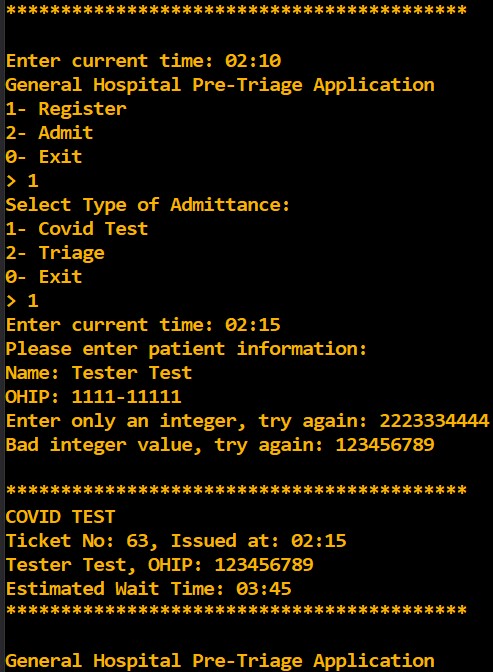 ******************************************
Enter current time: 02:10
General Hospital Pre-Triage Application
1- Register
2- Admit
0- Exit
> 1
Select Type of Admittance:
1- Covid Test
2- Triage
0- Exit
> 1
Enter current time: 02:15
Please enter patient information:
Name: Tester Test
OHIP: 1111-11111
Enter only an integer, try again: 2223334444
Bad integer value, try again: 123456789
******************************************
COVID TEST
Ticket No: 63, Issued at: 02:15
Tester Test, OHIP: 123456789
Estimated Wait Time: 03:45
******************************************
General Hospital Pre-Triage Application